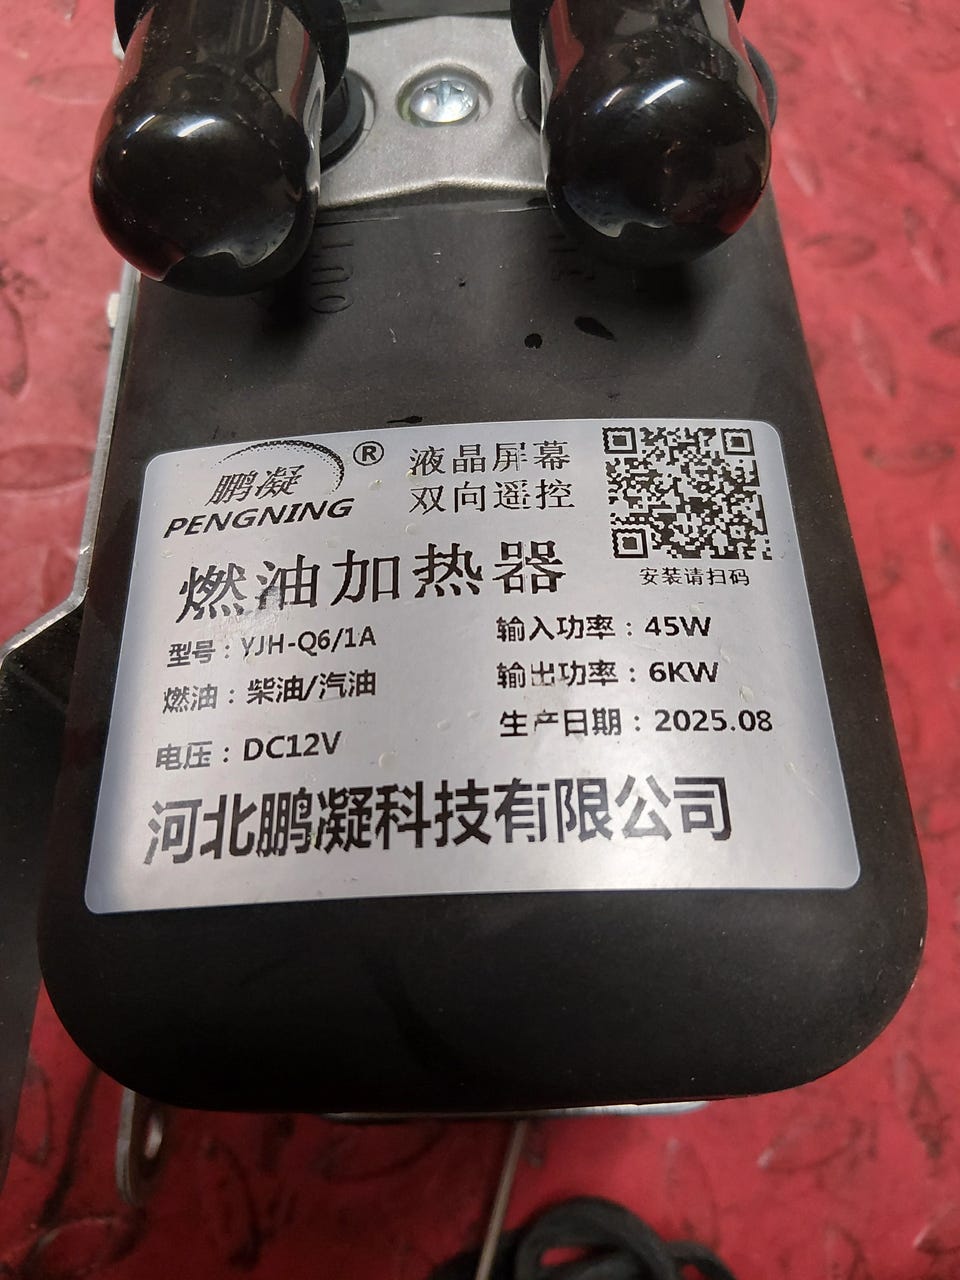 OUT
鹏凝®
PENGNING
液晶屏幕
双向遥控
安装请扫码
燃油加热器
型号：YJH-Q6/1A
输入功率：45W
燃油：柴油/汽油
输出功率：6KW
电压：DC12V
生产日期：2025.08
河北鹏凝科技有限公司